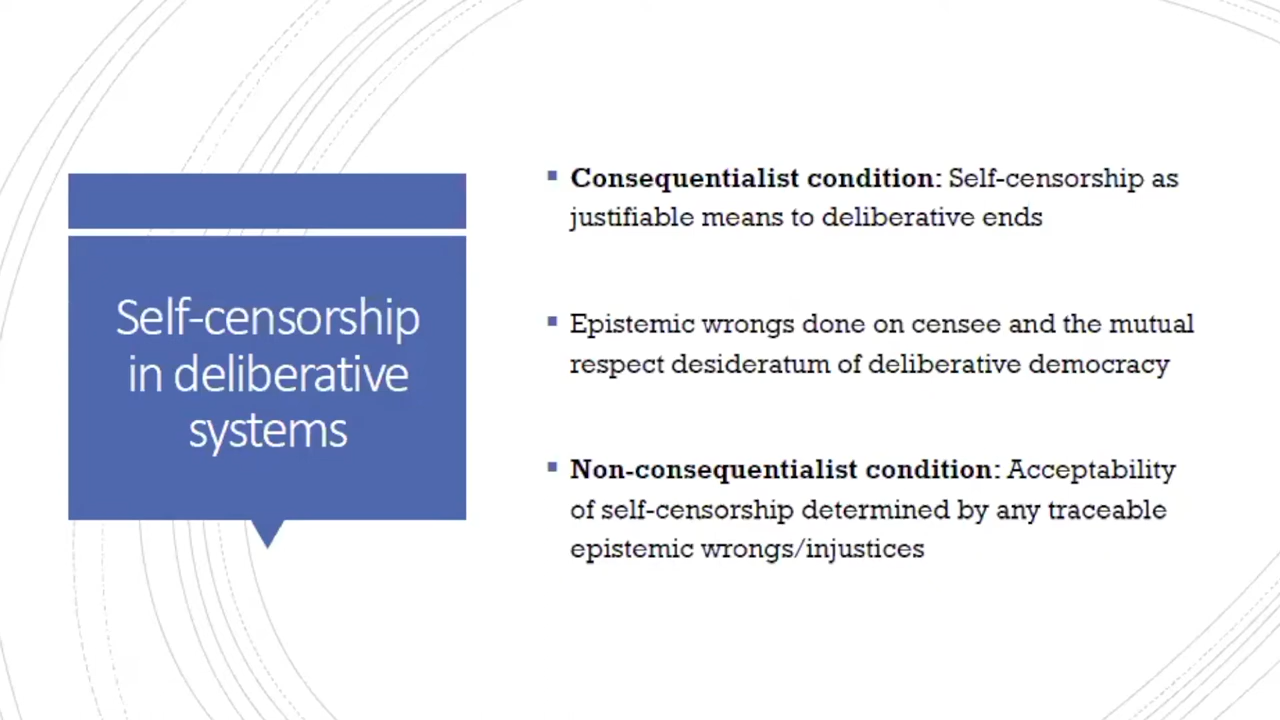 Self-censorship
in deliberative
systems
Consequentialist condition: Self-censorship as
justifiable means to deliberative ends
Epistemic wrongs done on censee and the mutual
respect desideratum of deliberative democracy
Non-consequentialist condition: Acceptability
of self-censorship determined by any traceable
epistemic wrongs/injustices